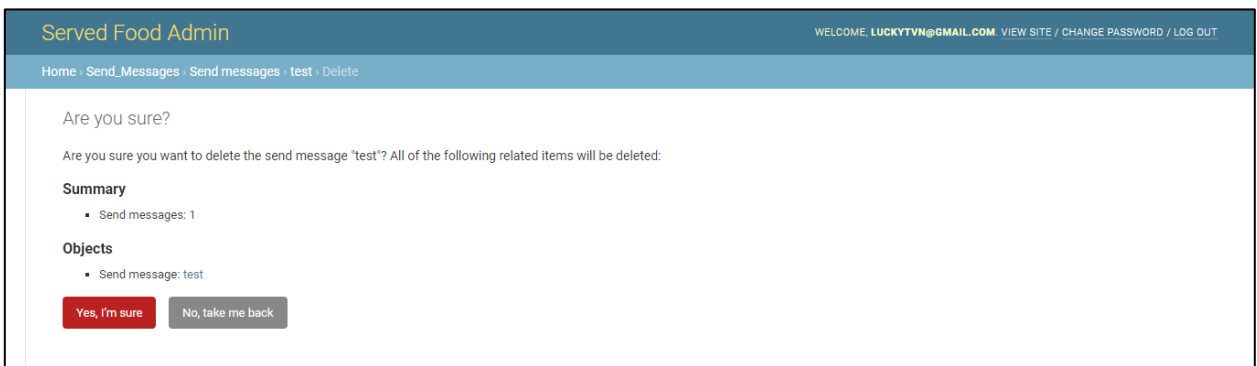 Served Food Admin
WELCOME, LUCKYTVN@GMAIL.COM. VIEW SITE / CHANGE PASSWORD / LOG OUT
Home › Send_Messages › Send messages › test › Delete
Are you sure?
Are you sure you want to delete the send message "test"? All of the following related items will be deleted:
Summary
▪ Send messages: 1
Objects
▪ Send message: test
Yes, I'm sure No, take me back